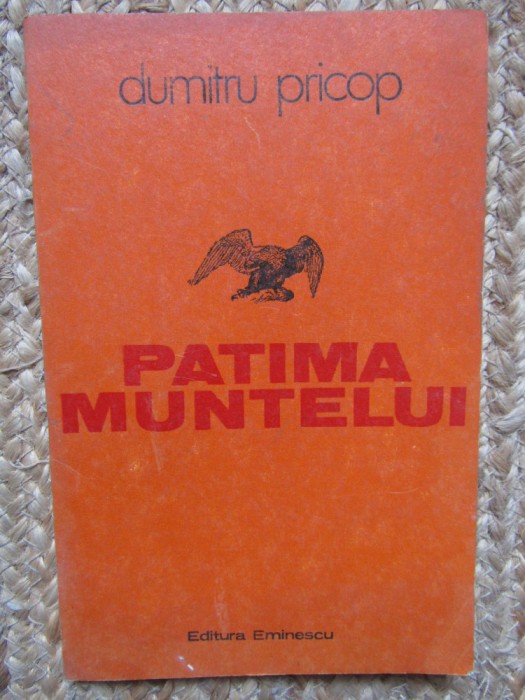 dumitru pricop
PATIMA
MUNTELUI
Editura Eminescu